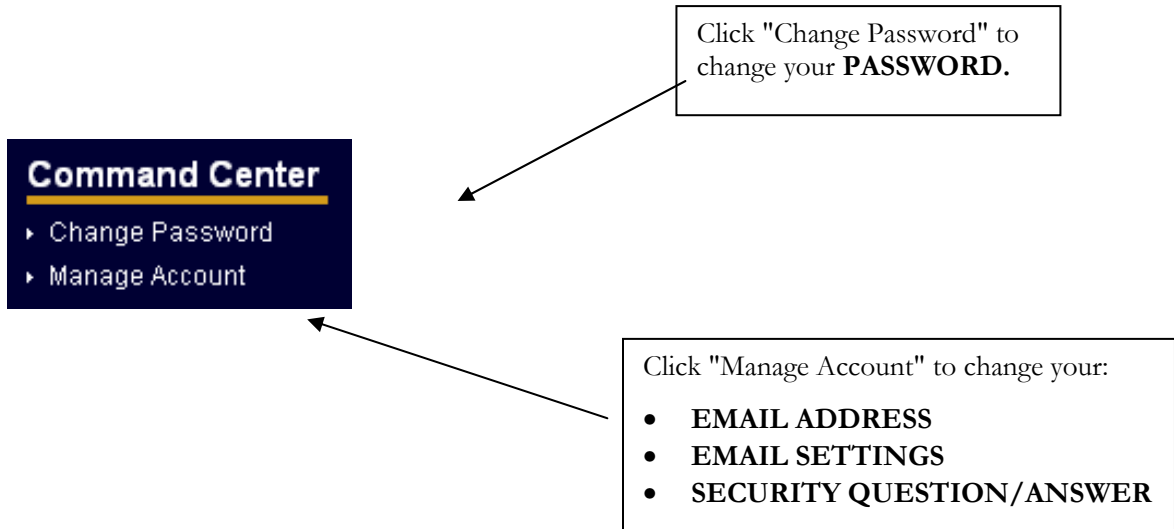 Click "Change Password" to
change your PASSWORD.
Command Center
Change Password
Manage Account
Click "Manage Account" to change your:
• EMAIL ADDRESS
• EMAIL SETTINGS
• SECURITY QUESTION/ANSWER